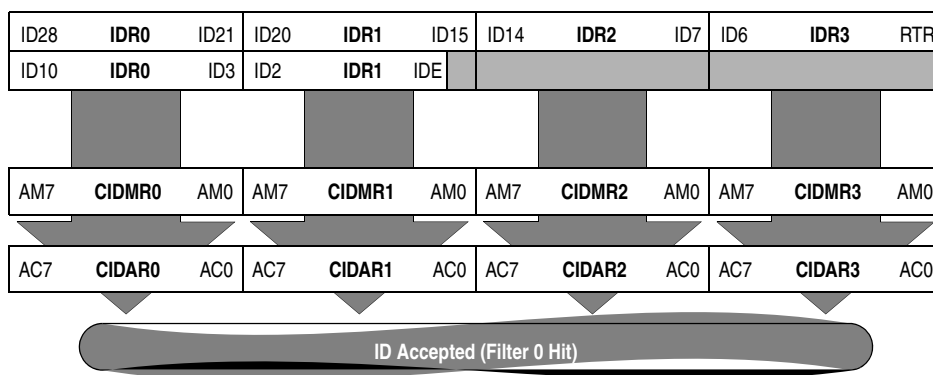 ID28 IDR0 ID21 ID20 IDR1 ID15 ID14 IDR2 ID7 ID6 IDR3 RTR
ID10 IDR0 ID3 ID2 IDR1 IDE
AM7 CIDMR0 AM0 AM7 CIDMR1 AM0 AM7 CIDMR2 AM0 AM7 CIDMR3 AM0
AC7 CIDAR0 AC0 AC7 CIDAR1 AC0 AC7 CIDAR2 AC0 AC7 CIDAR3 AC0
ID Accepted (Filter 0 Hit)